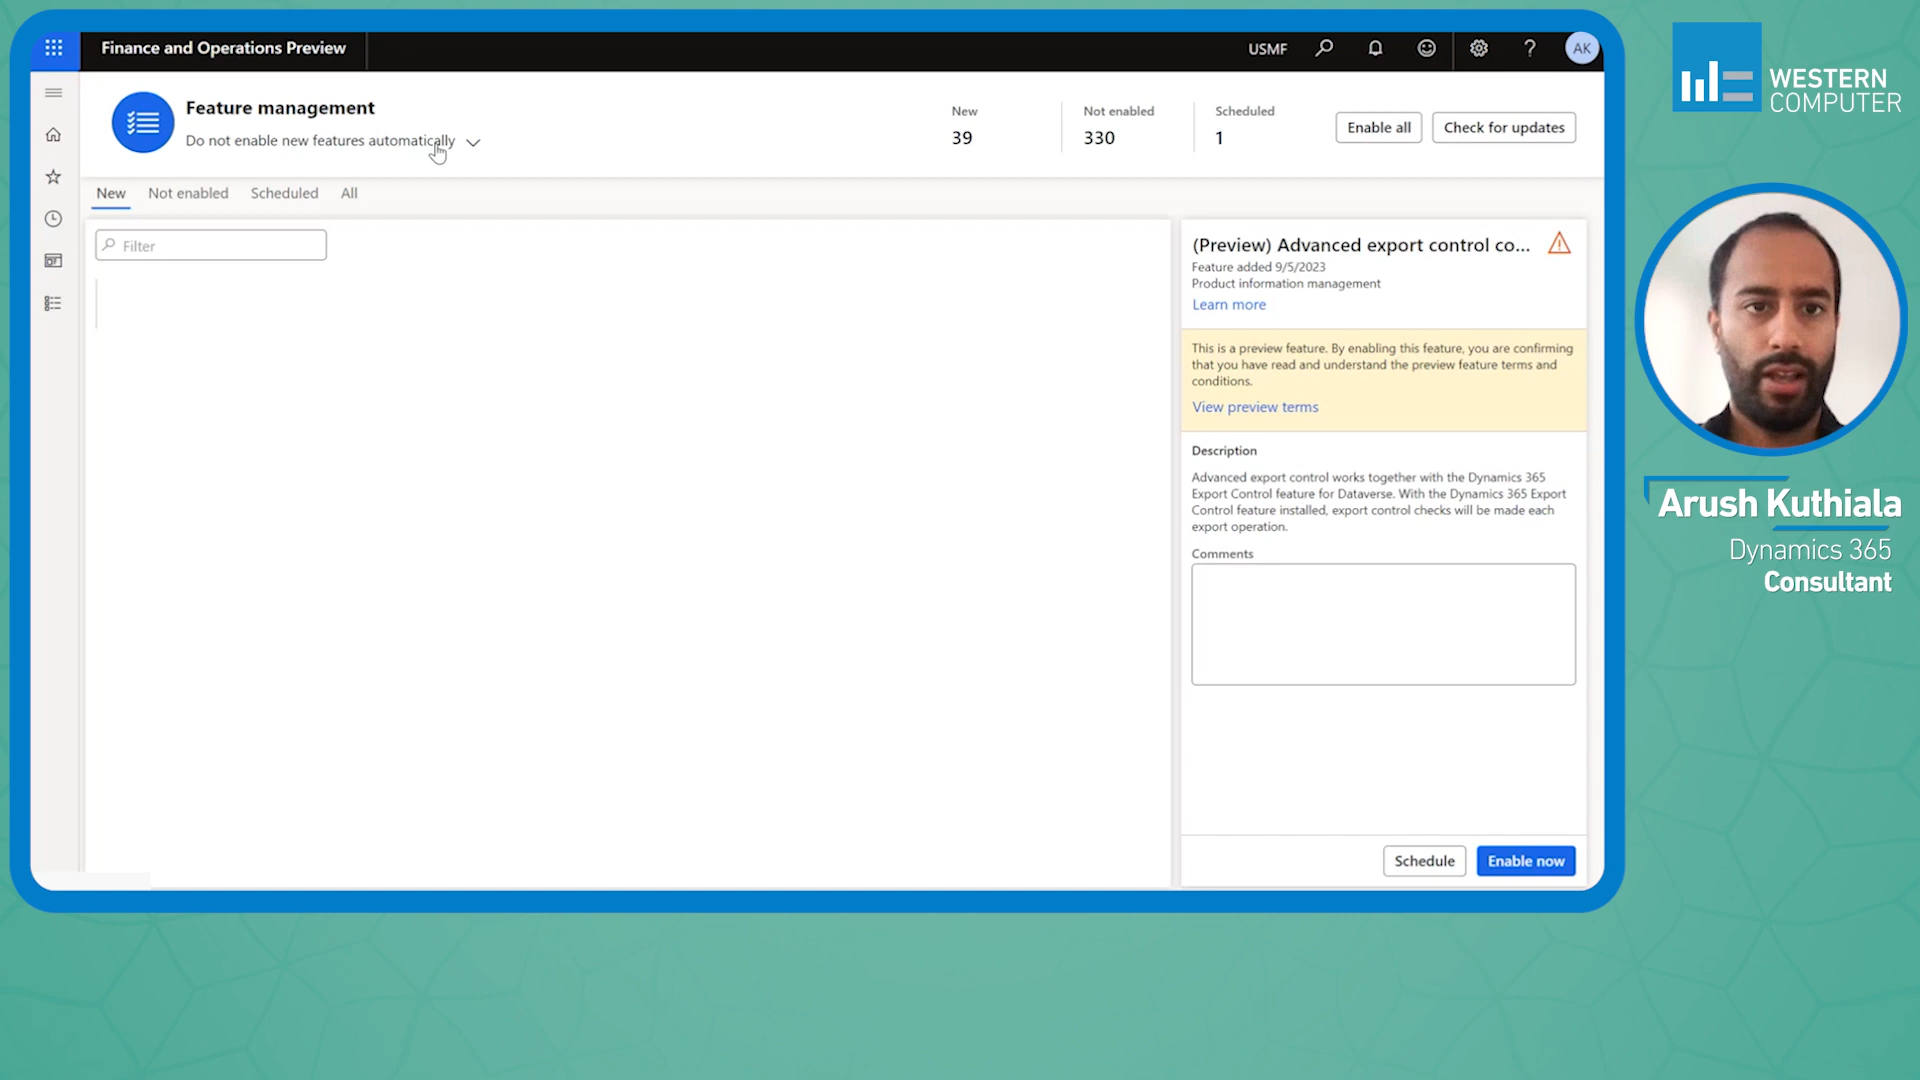 Finance and Operations Preview
USMF
AK
Feature management
Do not enable new features automatically
New
39
Not enabled
330
Scheduled
1
Enable all
Check for updates
New
Not enabled
Scheduled
All
Filter
(Preview) Advanced export control co...
Feature added 9/5/2023
Product information management
Learn more
This is a preview feature. By enabling this feature, you are confirming
that you have read and understand the preview feature terms and
conditions.
View preview terms
Description
Advanced export control works together with the Dynamics 365
Export Control feature for Dataverse. With the Dynamics 365 Export
Control feature installed, export control checks will be made each
export operation.
Comments
Schedule
Enable now
WESTERN
COMPUTER
Arush Kuthiala
Dynamics 365
Consultant